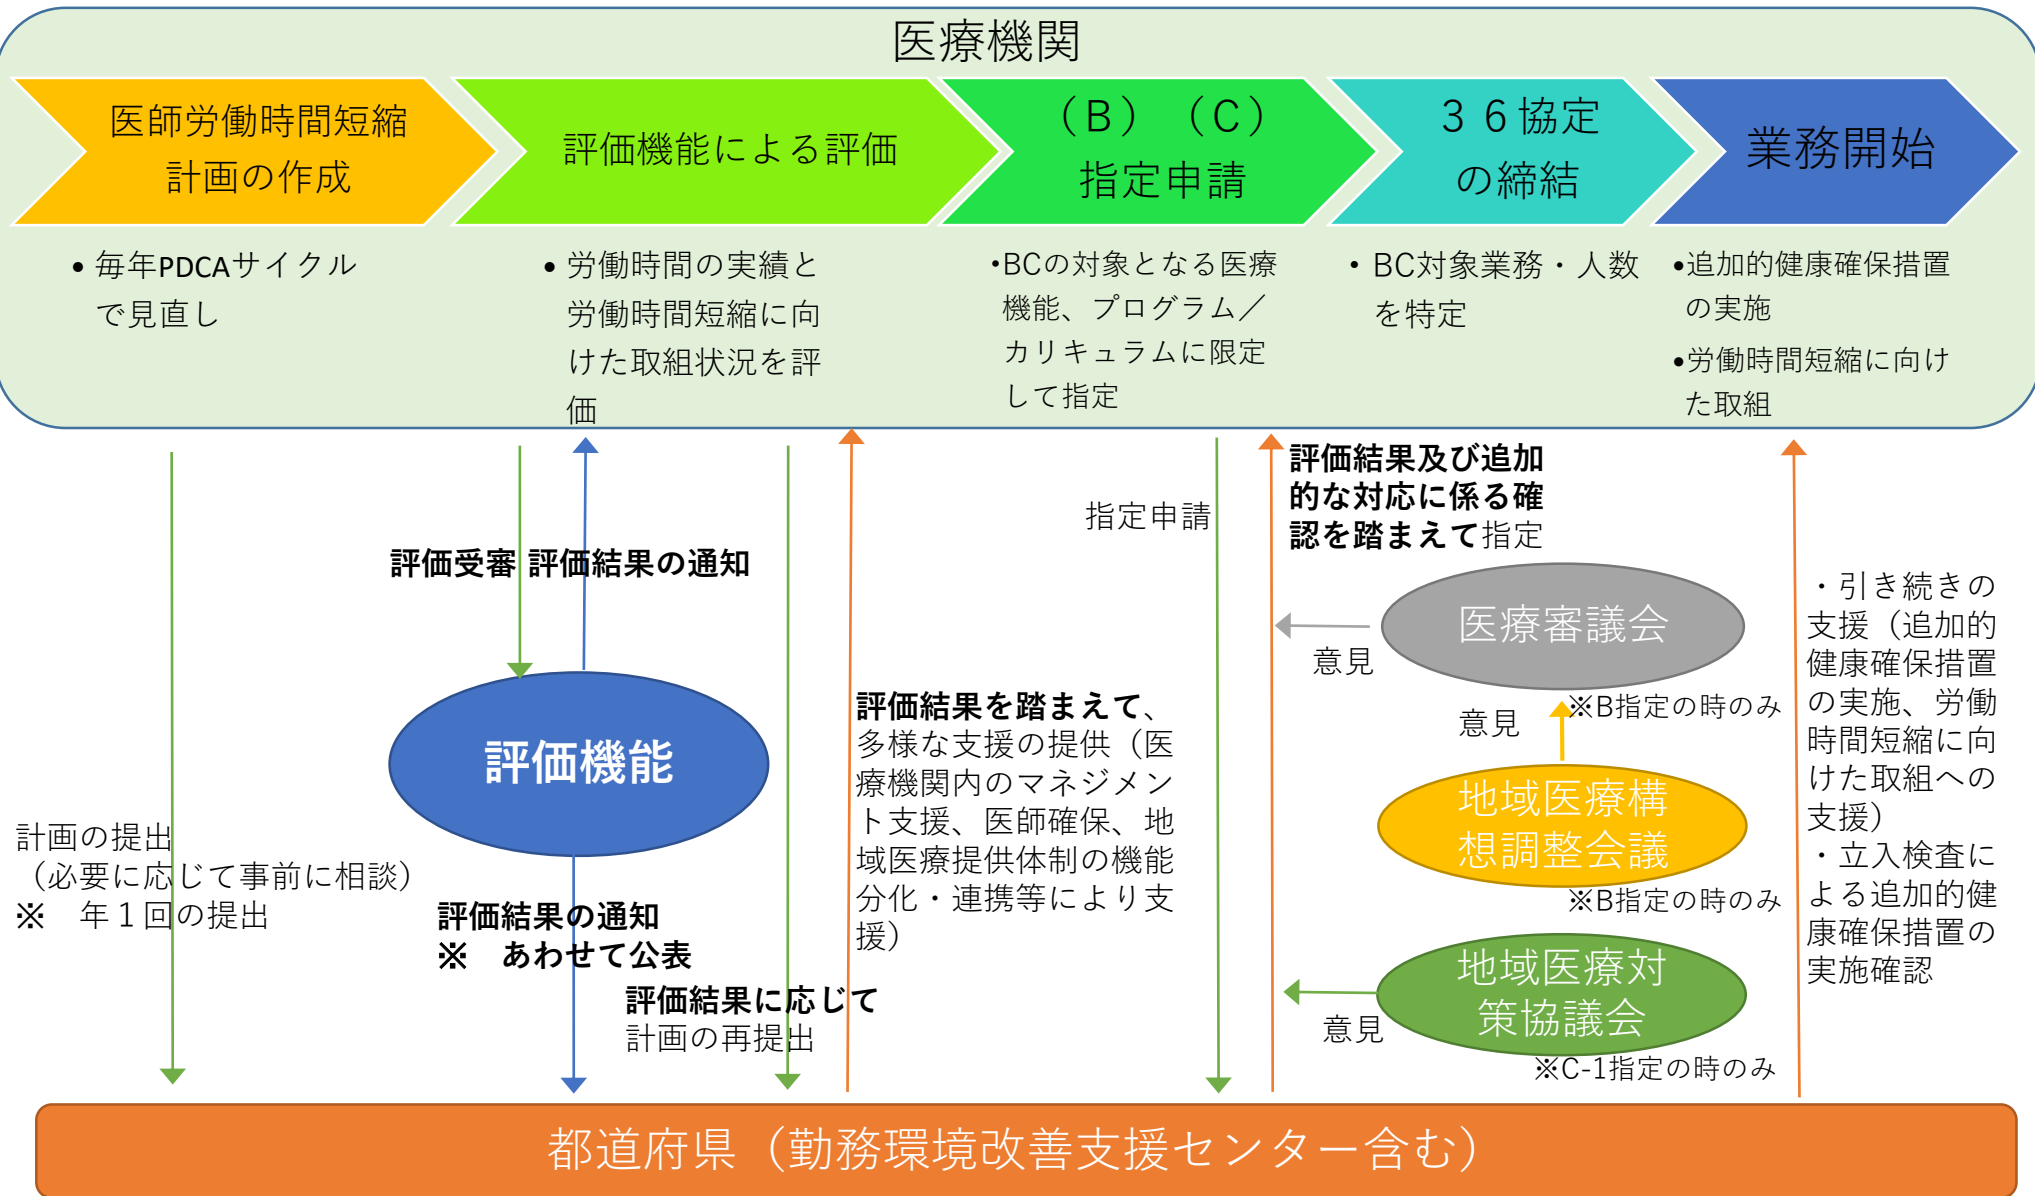 医療機関
医師労働時間短縮
計画の作成
評価機能による評価
（B）（C）
指定申請
３６協定
の締結
業務開始
• 毎年PDCAサイクル
で見直し
• 労働時間の実績と
労働時間短縮に向
けた取組状況を評
価
•BCの対象となる医療
機能、プログラム／
カリキュラムに限定
して指定
• BC対象業務・人数
を特定
•追加的健康確保措置
の実施
•労働時間短縮に向け
た取組
計画の提出
（必要に応じて事前に相談）
※　年１回の提出
評価受審
評価結果の通知
評価機能
評価結果の通知
※　あわせて公表
評価結果に応じて
計画の再提出
評価結果を踏まえて、
多様な支援の提供（医
療機関内のマネジメン
ト支援、医師確保、地
域医療提供体制の機能
分化・連携等により支
援）
指定申請
評価結果及び追加
的な対応に係る確
認を踏まえて指定
医療審議会
意見
※B指定の時のみ
意見
地域医療構
想調整会議
※B指定の時のみ
地域医療対
策協議会
意見
※C-1指定の時のみ
・引き続きの
支援（追加的
健康確保措置
の実施、労働
時間短縮に向
けた取組への
支援）
・立入検査に
よる追加的健
康確保措置の
実施確認
都道府県（勤務環境改善支援センター含む）